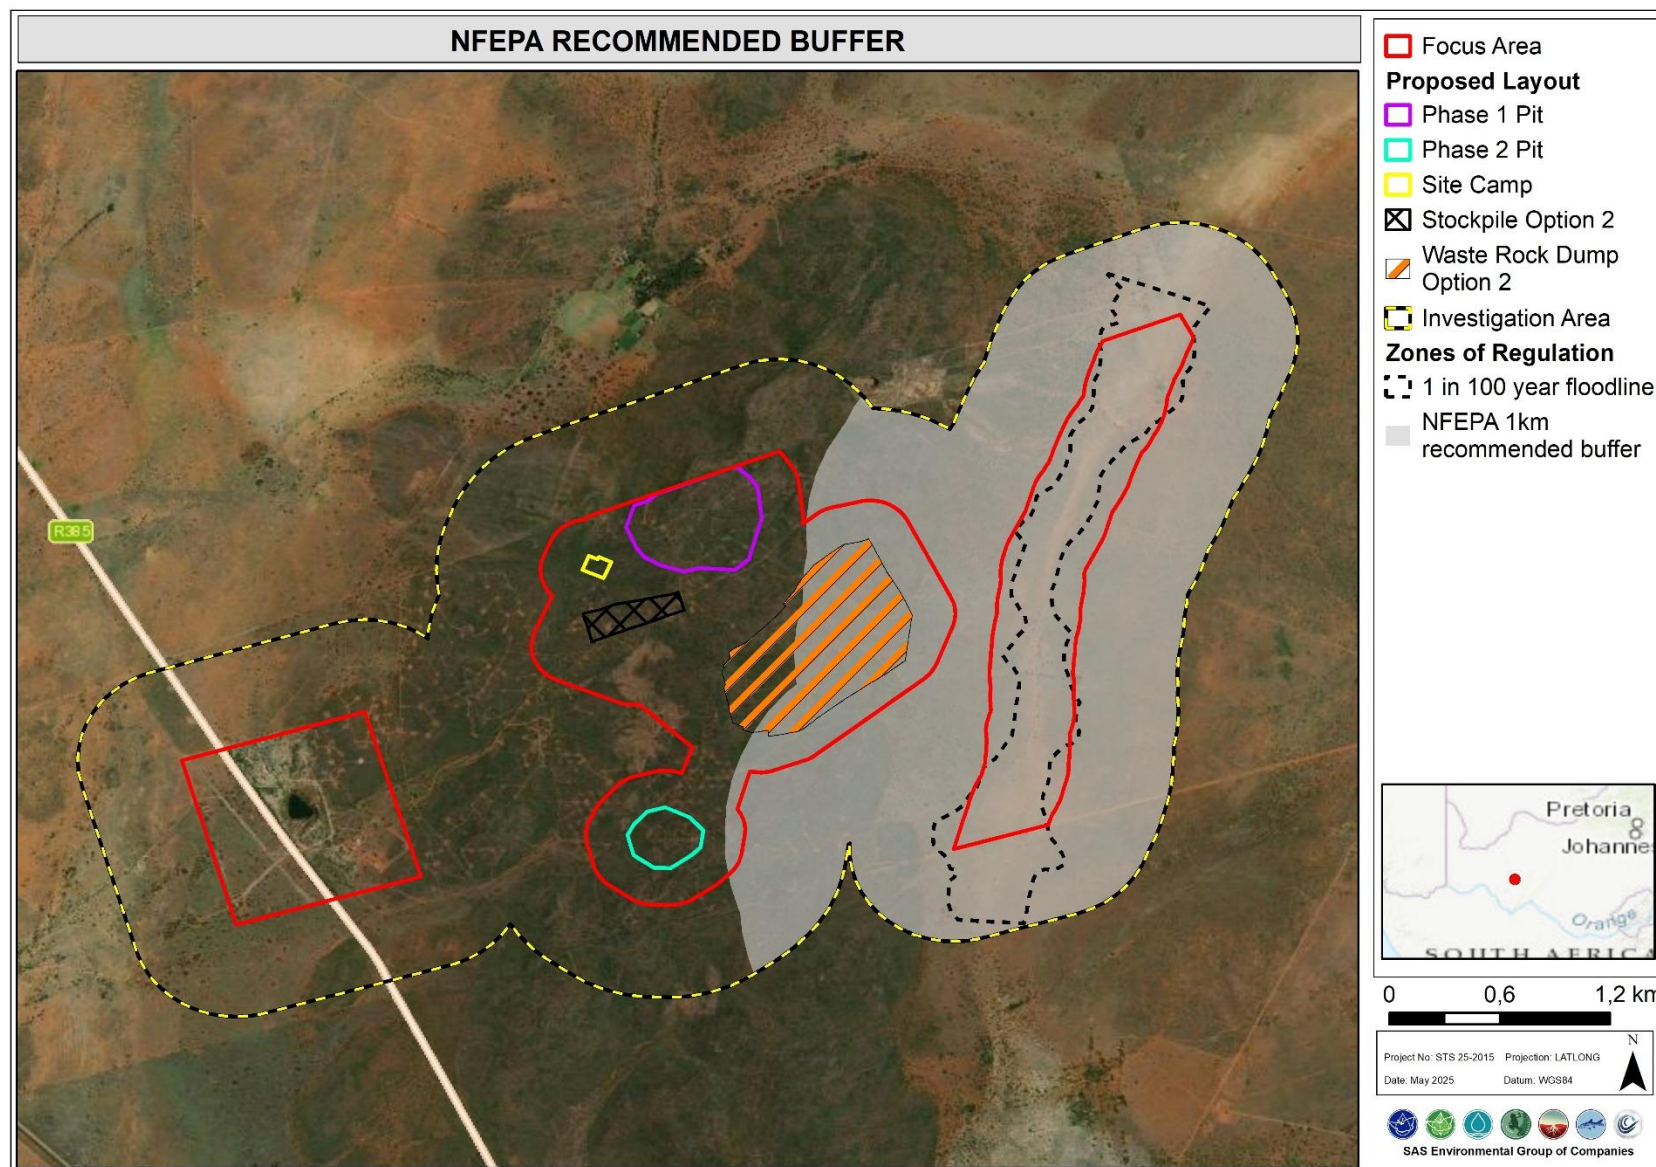 NFEPA RECOMMENDED BUFFER
R385
Focus Area
Proposed Layout
Phase 1 Pit
Phase 2 Pit
Site Camp
Stockpile Option 2
Waste Rock Dump
Option 2
Investigation Area
Zones of Regulation
1 in 100 year floodline
NFEPA 1km
recommended buffer
Pretoria
Johannes
Orange
SOUTH AFRICA
0 0,6 1,2 km
N
Project No: STS 25-2015 Projection: LATLONG
Date: May 2025 Datum: WGS84
SAS Environmental Group of Companies